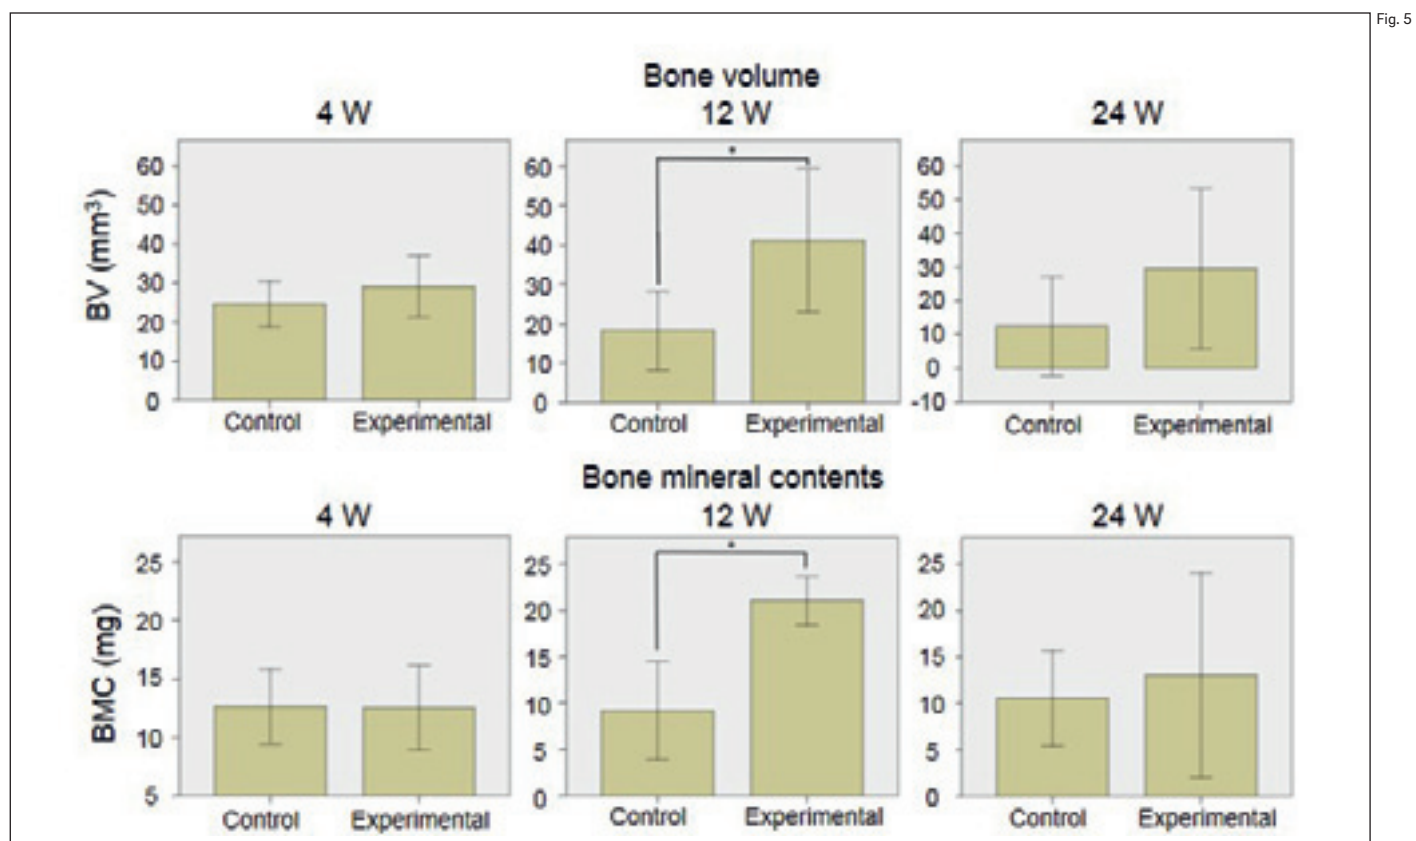 Fig. 5
Bone volume
4 W 12 W 24 W
BV (mm³)
60 50 40 30 20 10 0
Control Experimental
*
60 50 40 30 20 10 0
Control Experimental
60 50 40 30 20 10 0 -10
Control Experimental
Bone mineral contents
4 W 12 W 24 W
BMC (mg)
25 20 15 10 5
Control Experimental
*
25 20 15 10 5 0
Control Experimental
25 20 15 10 5 0
Control Experimental